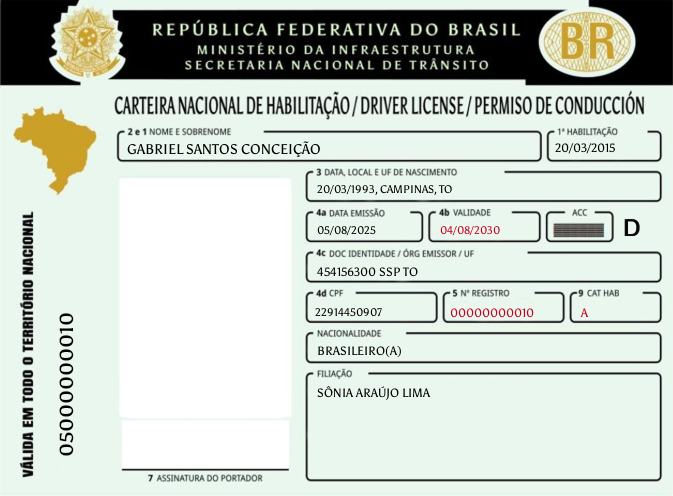 REPÚBLICA FEDERATIVA DO BRASIL
MINISTÉRIO DA INFRAESTRUTURA
SECRETARIA NACIONAL DE TRÂNSITO
BR
CARTEIRA NACIONAL DE HABILITAÇÃO / DRIVER LICENSE / PERMISO DE CONDUCCIÓN
2 e 1 NOME E SOBRENOME
GABRIEL SANTOS CONCEIÇÃO
1ª HABILITAÇÃO
20/03/2015
3 DATA, LOCAL E UF DE NASCIMENTO
20/03/1993, CAMPINAS, TO
4a DATA EMISSÃO
05/08/2025
4b VALIDADE
04/08/2030
ACC
D
4c DOC IDENTIDADE / ÓRG EMISSOR / UF
454156300 SSP TO
4d CPF
22914450907
5 Nº REGISTRO
00000000010
9 CAT HAB
A
NACIONALIDADE
BRASILEIRO(A)
FILIAÇÃO
SÔNIA ARAÚJO LIMA
7 ASSINATURA DO PORTADOR
VÁLIDA EM TODO O TERRITÓRIO NACIONAL
05000000010